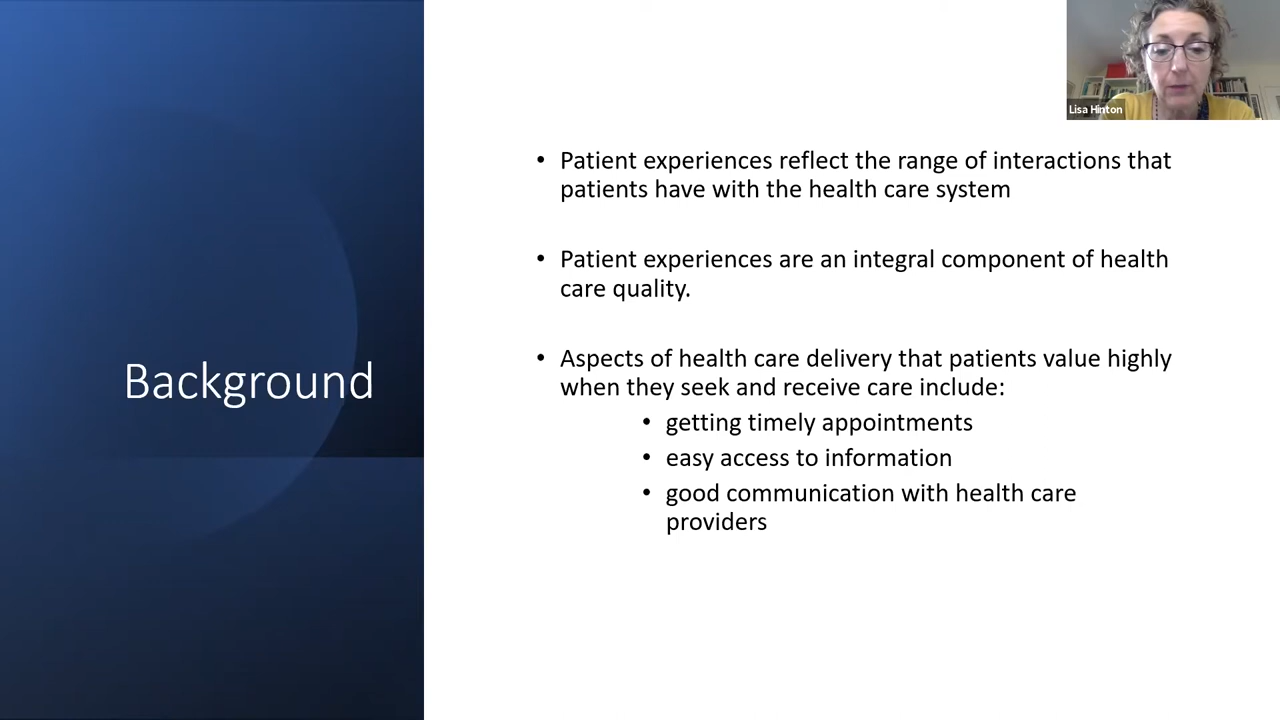 Lisa Hinton
Background
• Patient experiences reflect the range of interactions that
patients have with the health care system
• Patient experiences are an integral component of health
care quality.
• Aspects of health care delivery that patients value highly
when they seek and receive care include:
• getting timely appointments
• easy access to information
• good communication with health care
providers